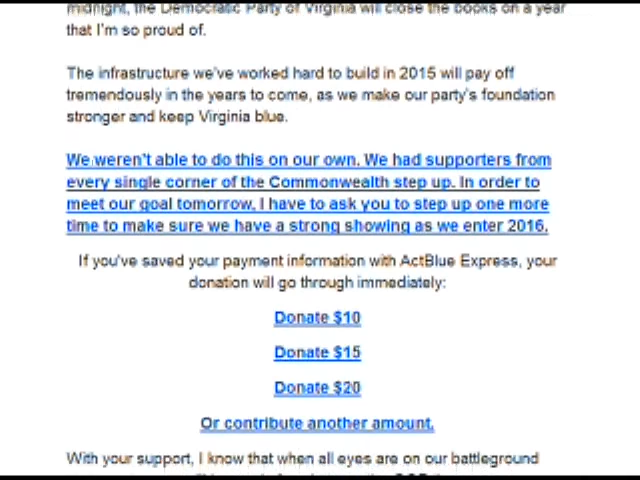 midnight, the Democratic Party of Virginia will close the books on a year
that I'm so proud of.
The infrastructure we've worked hard to build in 2015 will pay off
tremendously in the years to come, as we make our party's foundation
stronger and keep Virginia blue.
We weren't able to do this on our own. We had supporters from
every single corner of the Commonwealth step up. In order to
meet our goal tomorrow, I have to ask you to step up one more
time to make sure we have a strong showing as we enter 2016.
If you've saved your payment information with ActBlue Express, your
donation will go through immediately:
Donate $10
Donate $15
Donate $20
Or contribute another amount.
With your support, I know that when all eyes are on our battleground